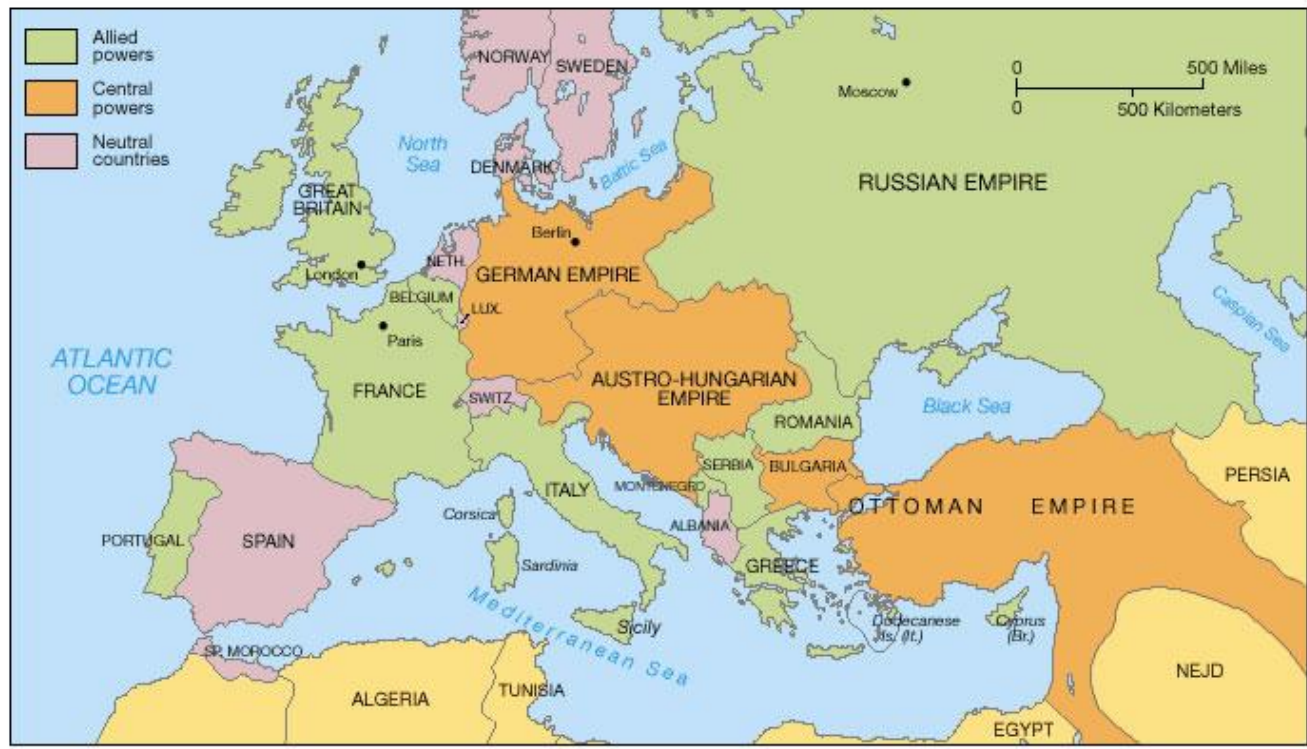 Allied
powers
Central
powers
Neutral
countries
NORWAY
SWEDEN
Moscow
0
500 Miles
0
500 Kilometers
North
Sea
DENMARK
Baltic Sea
RUSSIAN EMPIRE
GREAT
BRITAIN
Berlin
London
NETH.
GERMAN EMPIRE
BELGIUM
LUX.
Caspian Sea
Paris
ATLANTIC
OCEAN
FRANCE
SWITZ.
AUSTRO-HUNGARIAN
EMPIRE
Black Sea
ROMANIA
SERBIA
BULGARIA
PERSIA
MONTENEGRO
ITALY
OTTOMAN EMPIRE
Corsica
ALBANIA
PORTUGAL
SPAIN
Sardinia
GREECE
Mediterranean Sea
Sicily
Dodecanese
Is/ (It.)
Cyprus
(Br.)
SP. MOROCCO
NEJD
ALGERIA
TUNISIA
EGYPT